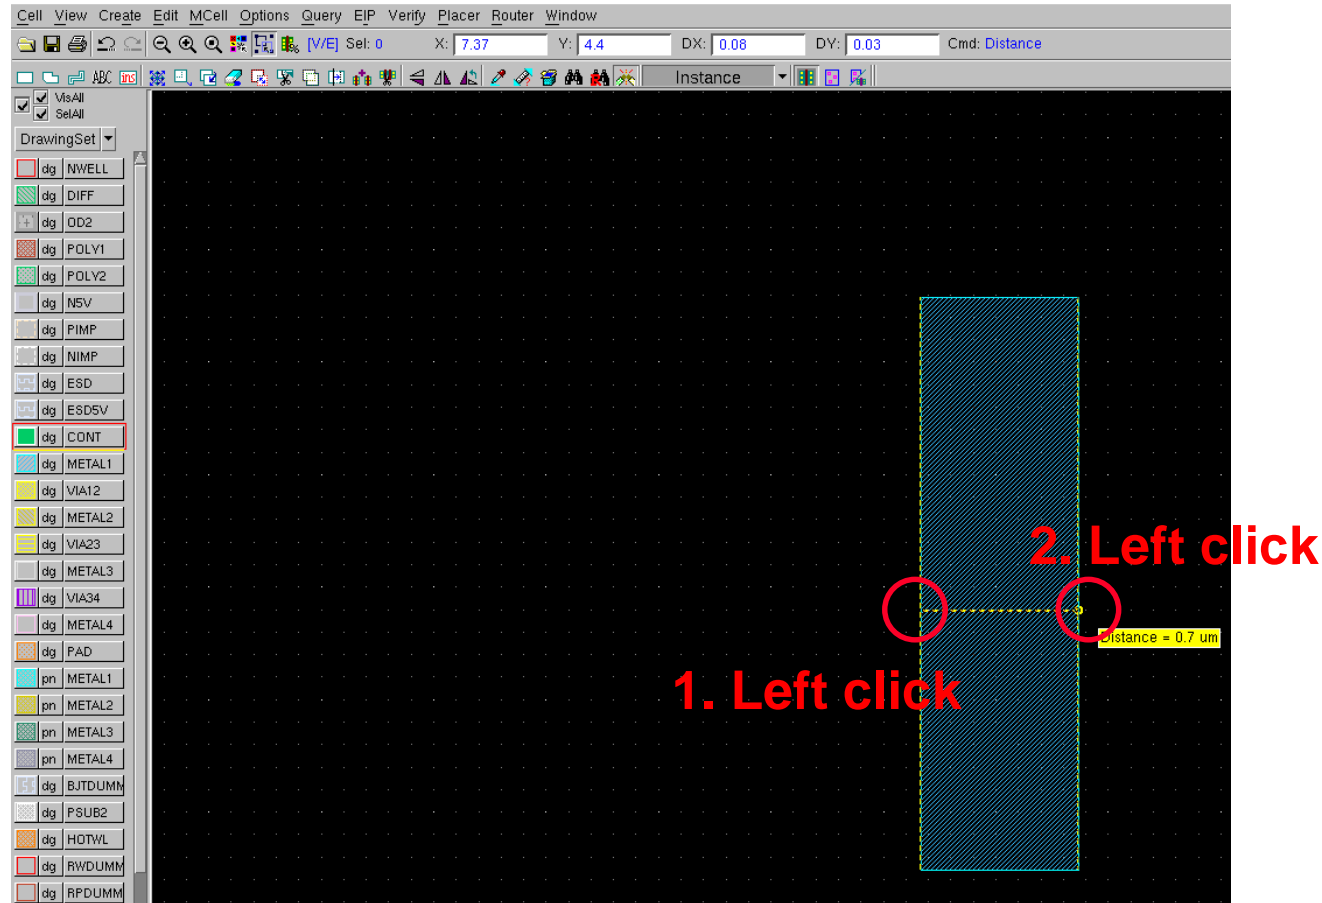 Cell View Create Edit MCell Options Query EIP Verify Placer Router Window
[V/E] Sel: 0 X: 7.37 Y: 4.4 DX: 0.08 DY: 0.03 Cmd: Distance
ABC ins Instance
VisAll
SelAll
DrawingSet
dg NWELL
dg DIFF
dg OD2
dg POLY1
dg POLY2
dg N5V
dg PIMP
dg NIMP
dg ESD
dg ESD5V
dg CONT
dg METAL1
dg VIA12
dg METAL2
dg VIA23
dg METAL3
dg VIA34
dg METAL4
dg PAD
pn METAL1
pn METAL2
pn METAL3
pn METAL4
dg BJTDUMM
dg PSUB2
dg HOTWL
dg RWDUMM
dg RPDUMM
2. Left click
Distance = 0.7 um
1. Left click